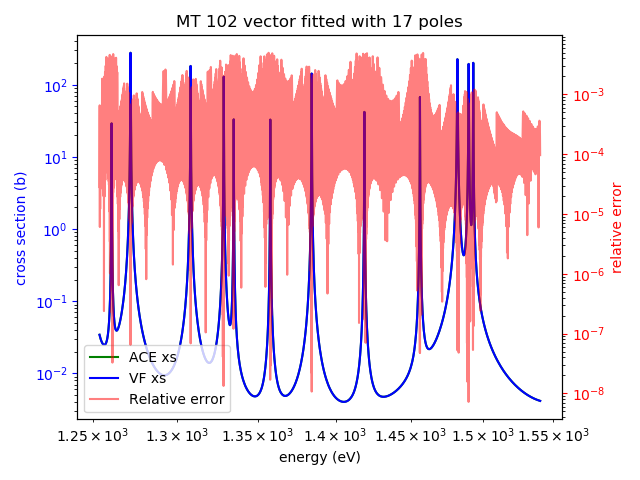 MT 102 vector fitted with 17 poles
10²
10¹
10⁰
10⁻¹
10⁻²
cross section (b)
10⁻³
10⁻⁴
10⁻⁵
10⁻⁶
10⁻⁷
10⁻⁸
relative error
ACE xs
VF xs
Relative error
1.25×10³ 1.3×10³ 1.35×10³ 1.4×10³ 1.45×10³ 1.5×10³ 1.55×10³
energy (eV)